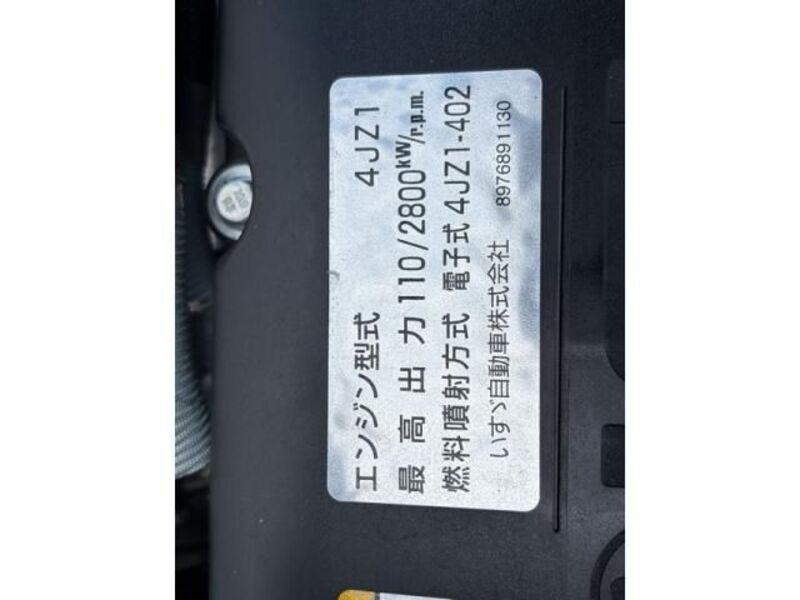 エンジン型式 4JZ1
最高出力 110/2800kW/r.p.m.
燃料噴射方式 電子式 4JZ1-402
いすゞ自動車株式会社 8976891130